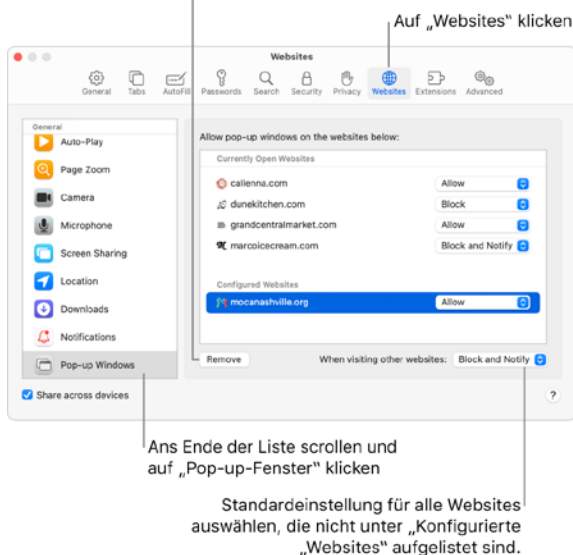 Auf „Websites" klicken
Websites
General Tabs AutoFill Passwords Search Security Privacy Websites Extensions Advanced
General
Auto-Play
Page Zoom
Camera
Microphone
Screen Sharing
Location
Downloads
Notifications
Pop-up Windows
Allow pop-up windows on the websites below:
Currently Open Websites
calienna.com Allow
dunekitchen.com Block
grandcentralmarket.com Allow
marcoicecream.com Block and Notify
Configured Websites
mocanashville.org Allow
Remove When visiting other websites: Block and Notify
Share across devices ?
Ans Ende der Liste scrollen und
auf „Pop-up-Fenster" klicken
Standardeinstellung für alle Websites
auswählen, die nicht unter „Konfigurierte
„Websites" aufgelistet sind.